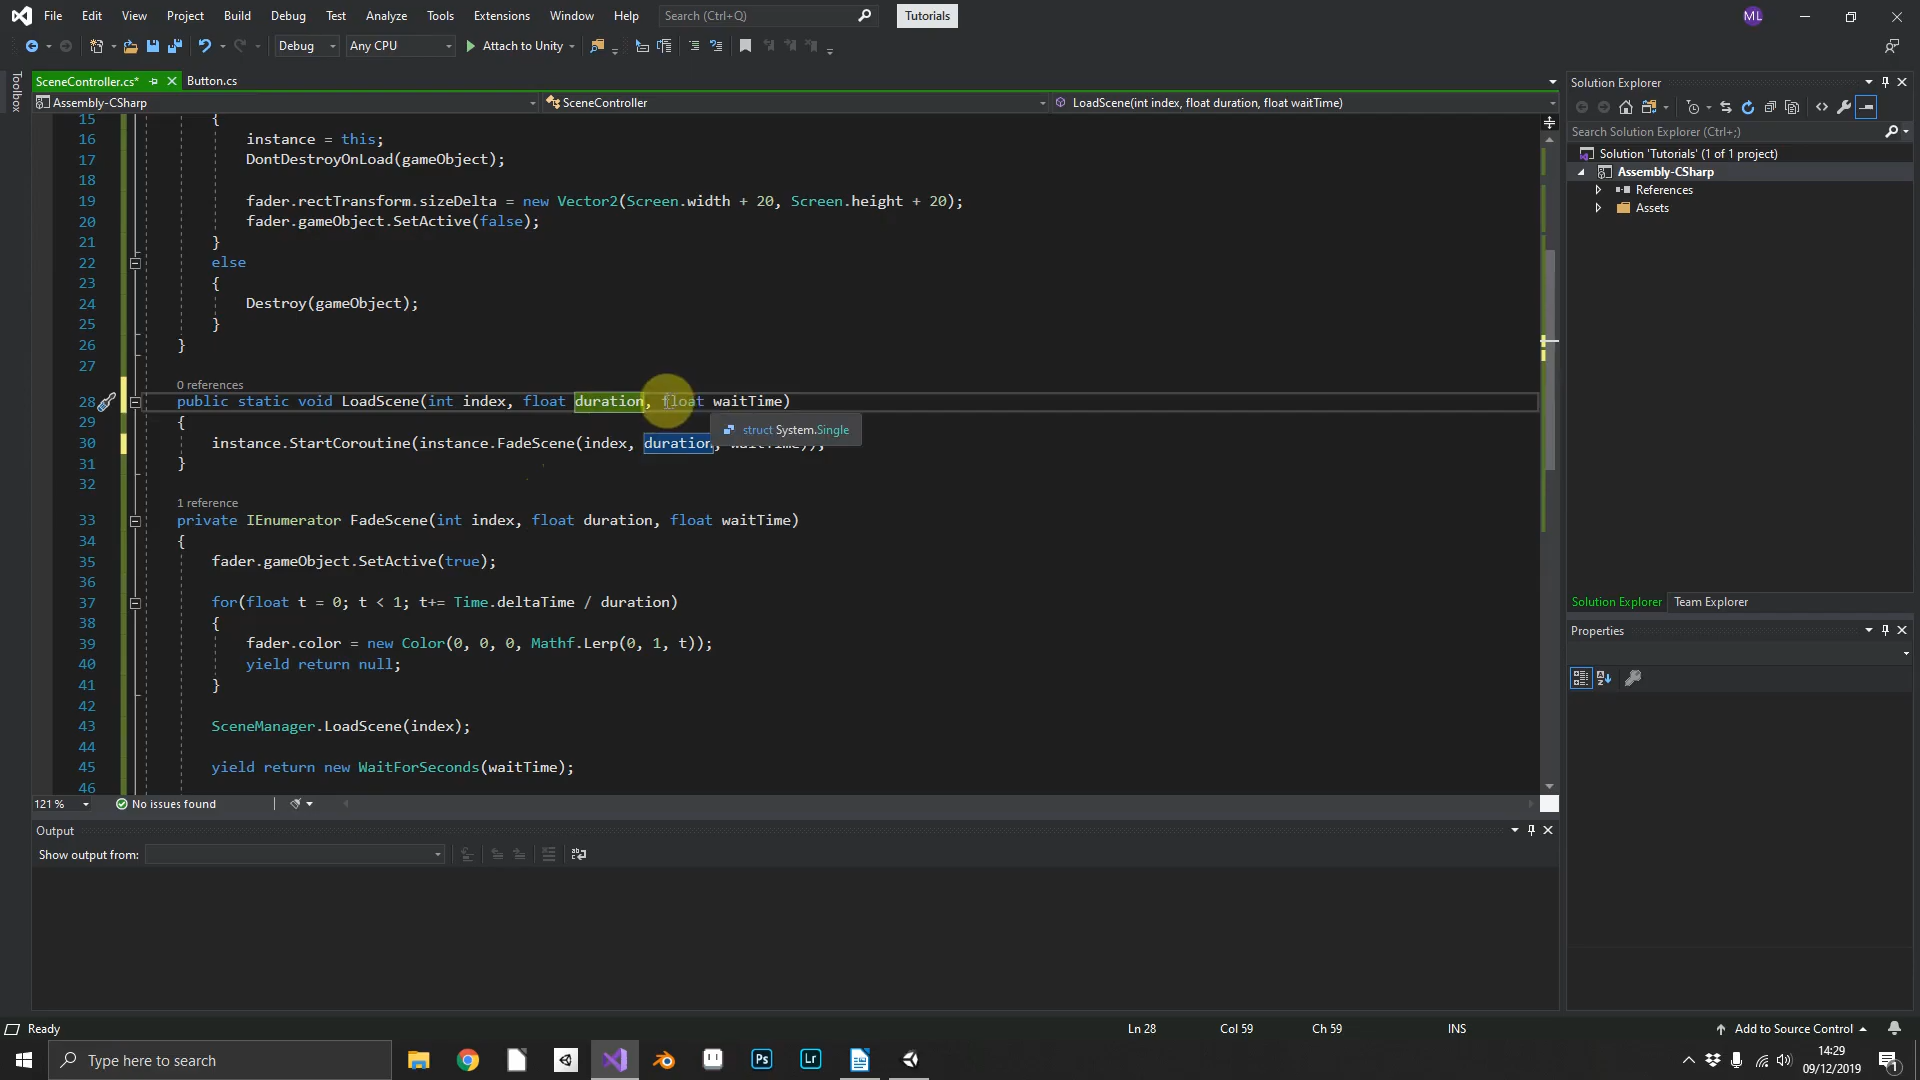 File Edit View Project Build Debug Test Analyze Tools Extensions Window Help Search (Ctrl+Q) Tutorials ML
Debug Any CPU Attach to Unity
Toolbox
SceneController.cs* Button.cs
Assembly-CSharp SceneController LoadScene(int index, float duration, float waitTime)
15 {
16 instance = this;
17 DontDestroyOnLoad(gameObject);
18
19 fader.rectTransform.sizeDelta = new Vector2(Screen.width + 20, Screen.height + 20);
20 fader.gameObject.SetActive(false);
21 }
22 else
23 {
24 Destroy(gameObject);
25 }
26 }
27
0 references
28 public static void LoadScene(int index, float duration, float waitTime)
29 {
struct System.Single
30 instance.StartCoroutine(instance.FadeScene(index, duration, waitTime));
31 }
32
1 reference
33 private IEnumerator FadeScene(int index, float duration, float waitTime)
34 {
35 fader.gameObject.SetActive(true);
36
37 for(float t = 0; t < 1; t+= Time.deltaTime / duration)
38 {
39 fader.color = new Color(0, 0, 0, Mathf.Lerp(0, 1, t));
40 yield return null;
41 }
42
43 SceneManager.LoadScene(index);
44
45 yield return new WaitForSeconds(waitTime);
46
121 % No issues found
Output
Show output from:
Solution Explorer
Search Solution Explorer (Ctrl+;)
Solution 'Tutorials' (1 of 1 project)
Assembly-CSharp
References
Assets
Solution Explorer Team Explorer
Properties
Ready Ln 28 Col 59 Ch 59 INS Add to Source Control
Type here to search Ps Lr
14:29
09/12/2019
1